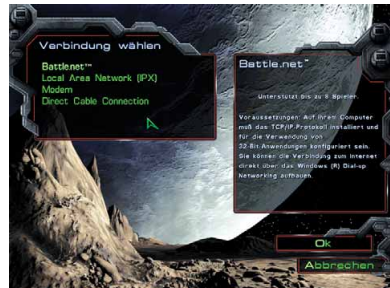 Verbindung wählen
Battle.net™
Local Area Network (IPX)
Modem
Direct Cable Connection
Battle.net™
Unterstützt bis zu 8 Spieler.
Voraussetzungen: Auf Ihrem Computer
muß das TCP/IP-Protokoll installiert und
für die Verwendung von
32-Bit-Anwendungen konfiguriert sein.
Sie können die Verbindung zum Internet
direkt über das Windows (R) Dial-up
Networking aufbauen.
Ok
Abbrechen